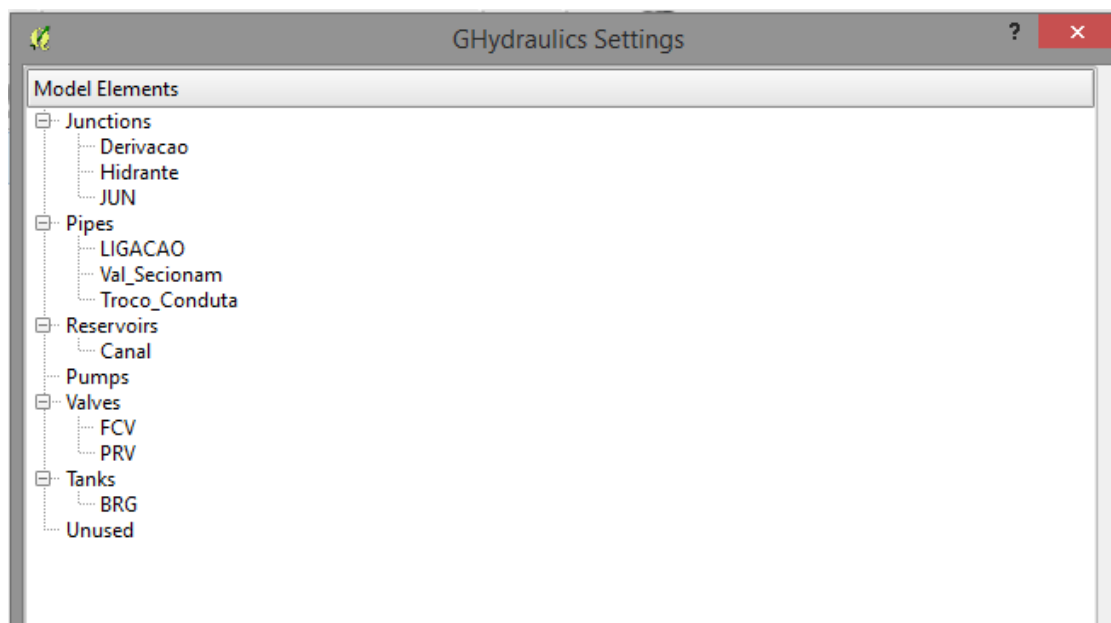 GHydraulics Settings
?
Model Elements
Junctions
Derivacao
Hidrante
JUN
Pipes
LIGACAO
Val_Secionam
Troco_Conduta
Reservoirs
Canal
Pumps
Valves
FCV
PRV
Tanks
BRG
Unused